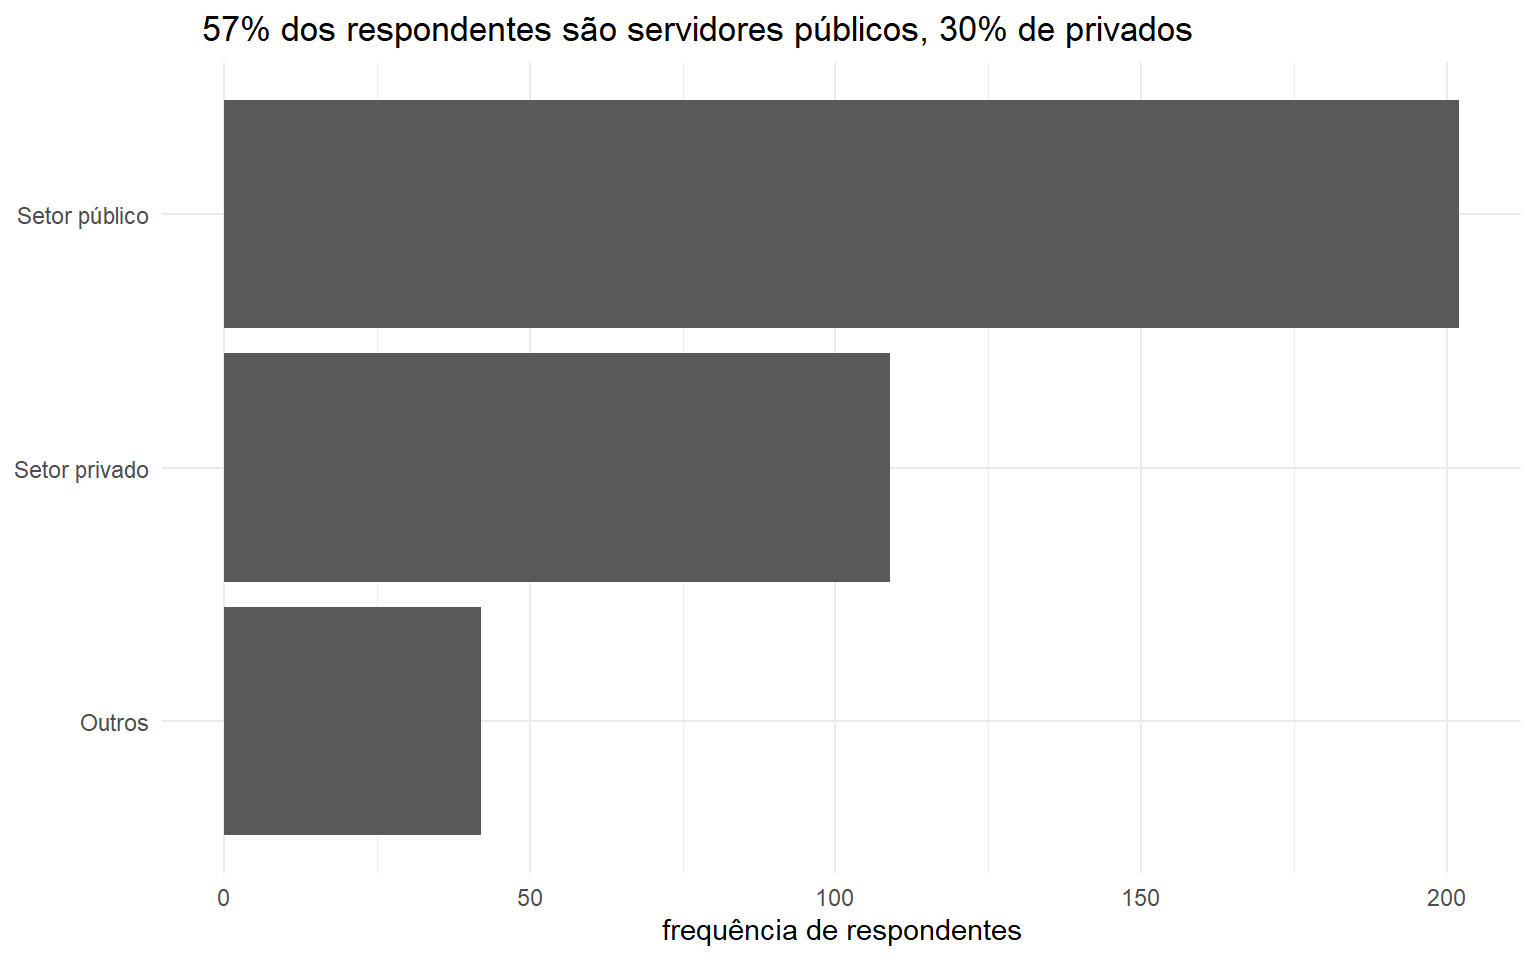 57% dos respondentes são servidores públicos, 30% de privados
Setor público
Setor privado
Outros
0 50 100 150 200
frequência de respondentes